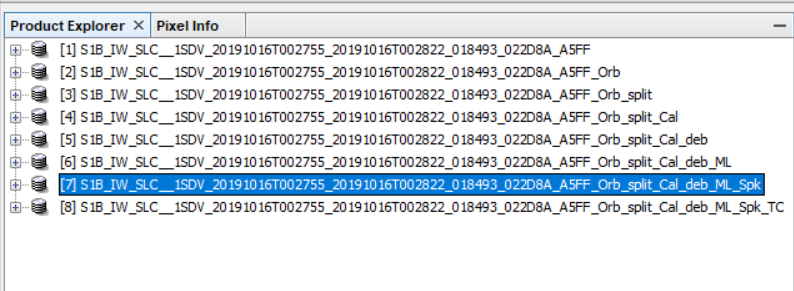 Product Explorer × Pixel Info
[1] S1B_IW_SLC__1SDV_20191016T002755_20191016T002822_018493_022D8A_A5FF
[2] S1B_IW_SLC__1SDV_20191016T002755_20191016T002822_018493_022D8A_A5FF_Orb
[3] S1B_IW_SLC__1SDV_20191016T002755_20191016T002822_018493_022D8A_A5FF_Orb_split
[4] S1B_IW_SLC__1SDV_20191016T002755_20191016T002822_018493_022D8A_A5FF_Orb_split_Cal
[5] S1B_IW_SLC__1SDV_20191016T002755_20191016T002822_018493_022D8A_A5FF_Orb_split_Cal_deb
[6] S1B_IW_SLC__1SDV_20191016T002755_20191016T002822_018493_022D8A_A5FF_Orb_split_Cal_deb_ML
[7] S1B_IW_SLC__1SDV_20191016T002755_20191016T002822_018493_022D8A_A5FF_Orb_split_Cal_deb_ML_Spk
[8] S1B_IW_SLC__1SDV_20191016T002755_20191016T002822_018493_022D8A_A5FF_Orb_split_Cal_deb_ML_Spk_TC